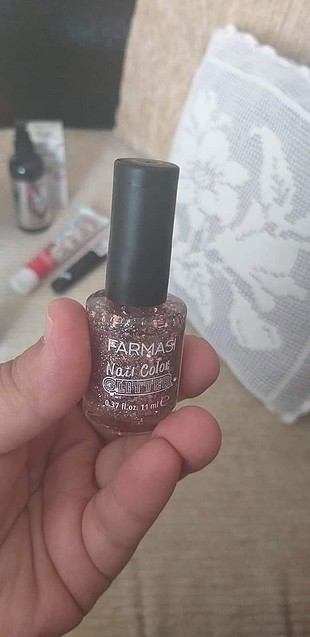 FARMASi
Nail Color
GLITTER
0.37 fl.oz. 11 ml ℮